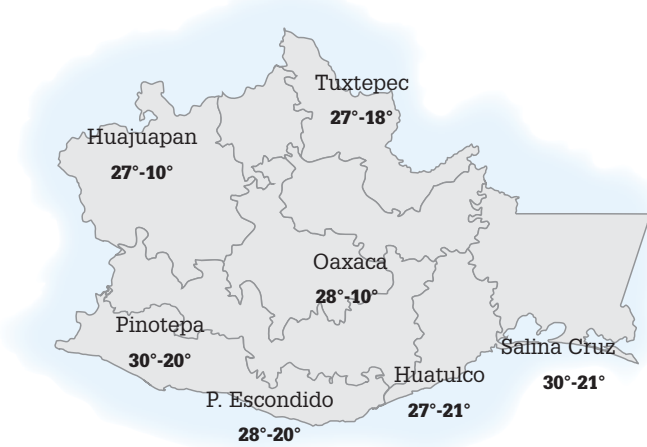 Tuxtepec
27°-18°
Huajuapan
27°-10°
Oaxaca
28°-10°
Pinotepa
30°-20°
Salina Cruz
30°-21°
Huatulco
27°-21°
P. Escondido
28°-20°